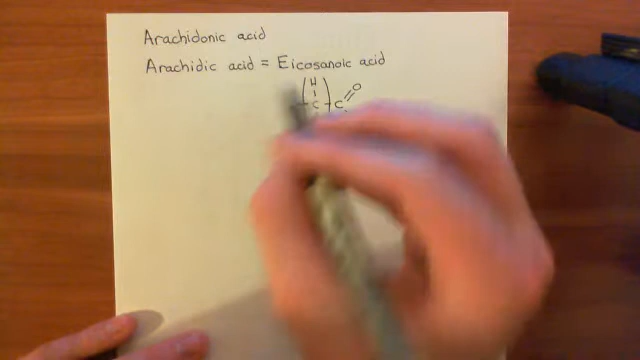 Arachidonic acid
Arachidic acid = Eicosanoic acid
H
C C O